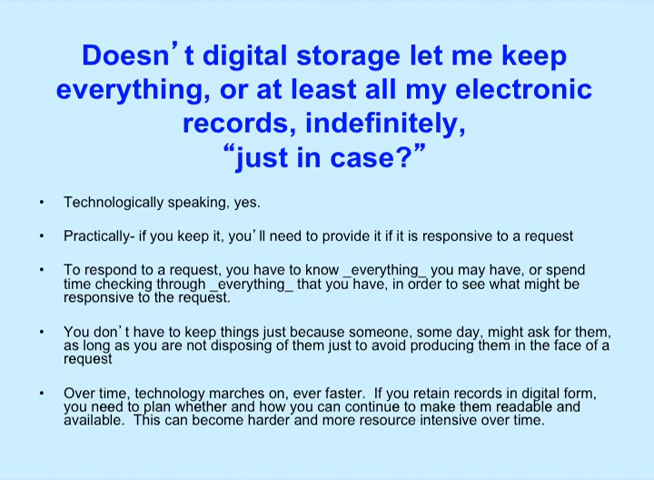 Doesn’t digital storage let me keep
everything, or at least all my electronic
records, indefinitely,
“just in case?”
• Technologically speaking, yes.
• Practically- if you keep it, you’ll need to provide it if it is responsive to a request
• To respond to a request, you have to know _everything_ you may have, or spend
time checking through _everything_ that you have, in order to see what might be
responsive to the request.
• You don’t have to keep things just because someone, some day, might ask for them,
as long as you are not disposing of them just to avoid producing them in the face of a
request
• Over time, technology marches on, ever faster.  If you retain records in digital form,
you need to plan whether and how you can continue to make them readable and
available.  This can become harder and more resource intensive over time.